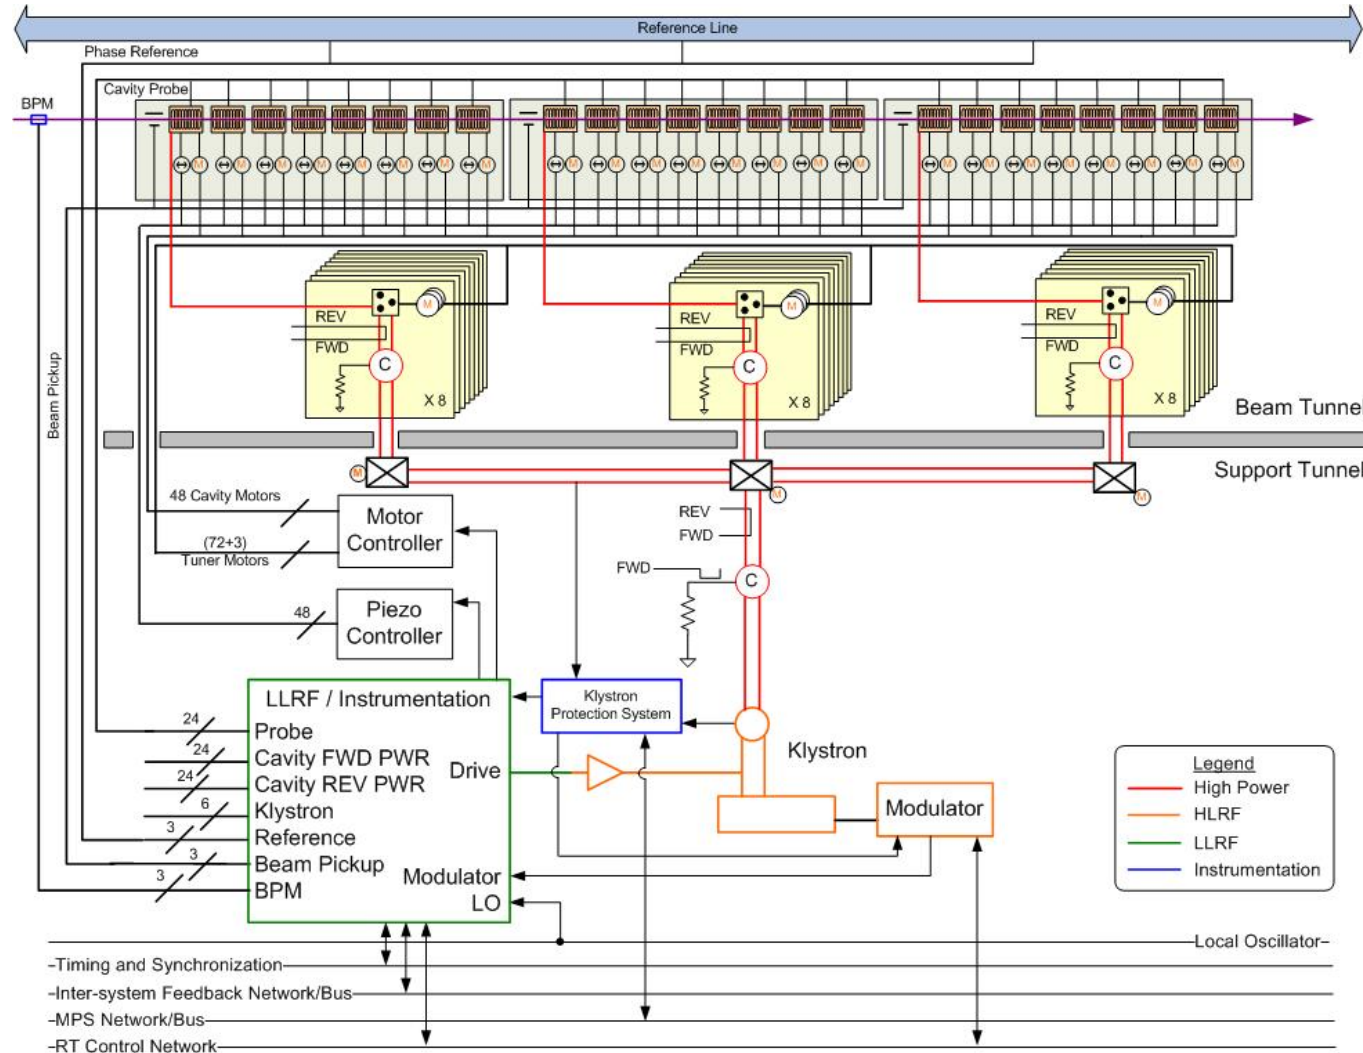 Reference Line
Phase Reference
Cavity Probe
BPM
M M M M M M M M
M M M M M M M M
M M M M M M M M
Beam Pickup
M
REV
FWD
C
X 8
M
REV
FWD
C
X 8
M
REV
FWD
C
X 8
Beam Tunnel
Support Tunnel
M
M
M
48 Cavity Motors
(72+3)
Tuner Motors
Motor
Controller
REV
FWD
FWD
C
48
Piezo
Controller
LLRF / Instrumentation
24
Probe
24
Cavity FWD PWR
24
Cavity REV PWR
6
Klystron
3
Reference
3
Beam Pickup
3
BPM
Drive
Modulator
LO
Klystron
Protection System
Klystron
Modulator
Legend
High Power
HLRF
LLRF
Instrumentation
Local Oscillator
Timing and Synchronization
Inter-system Feedback Network/Bus
MPS Network/Bus
RT Control Network